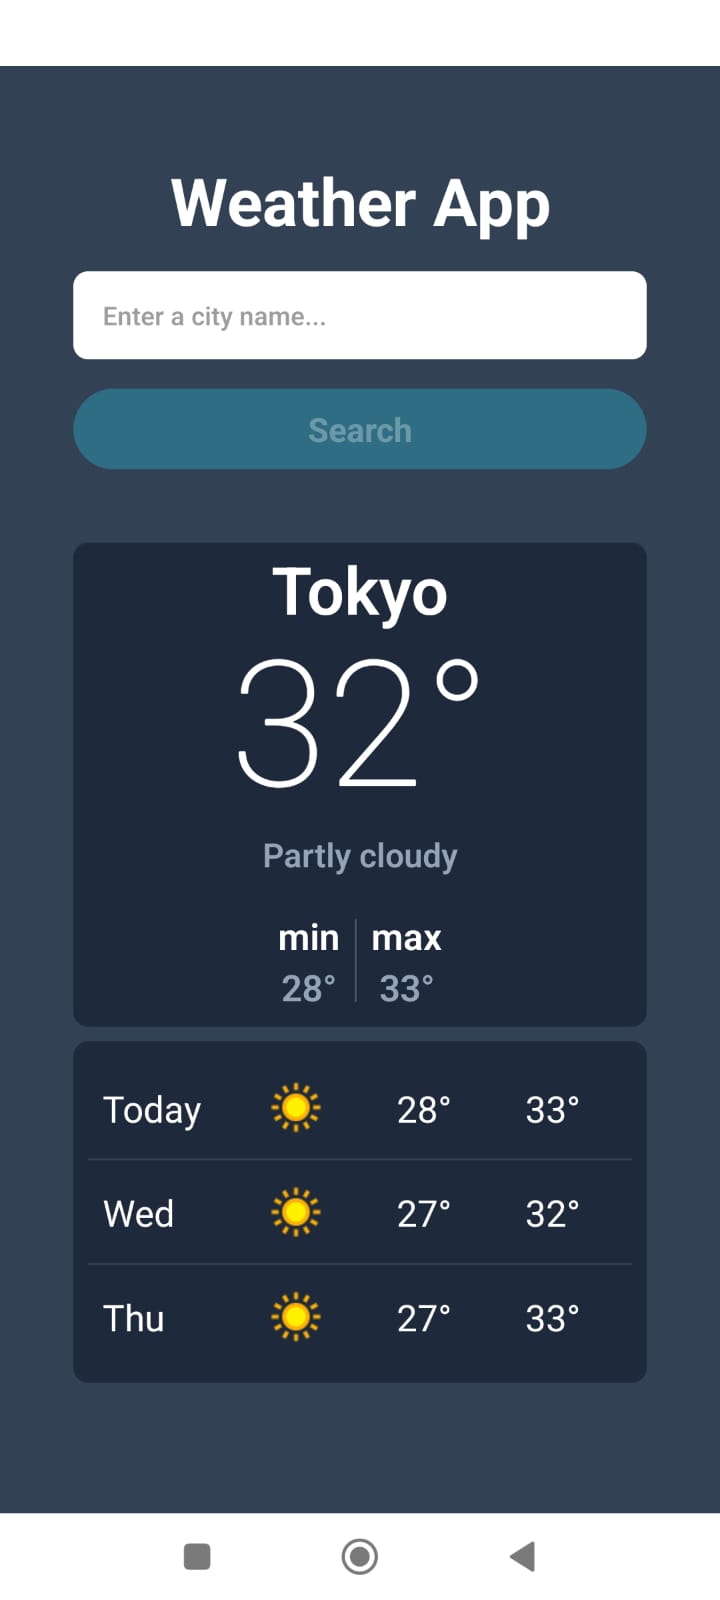 Weather App
Enter a city name...
Search
Tokyo
32°
Partly cloudy
min max
28° 33°
Today 28° 33°
Wed 27° 32°
Thu 27° 33°